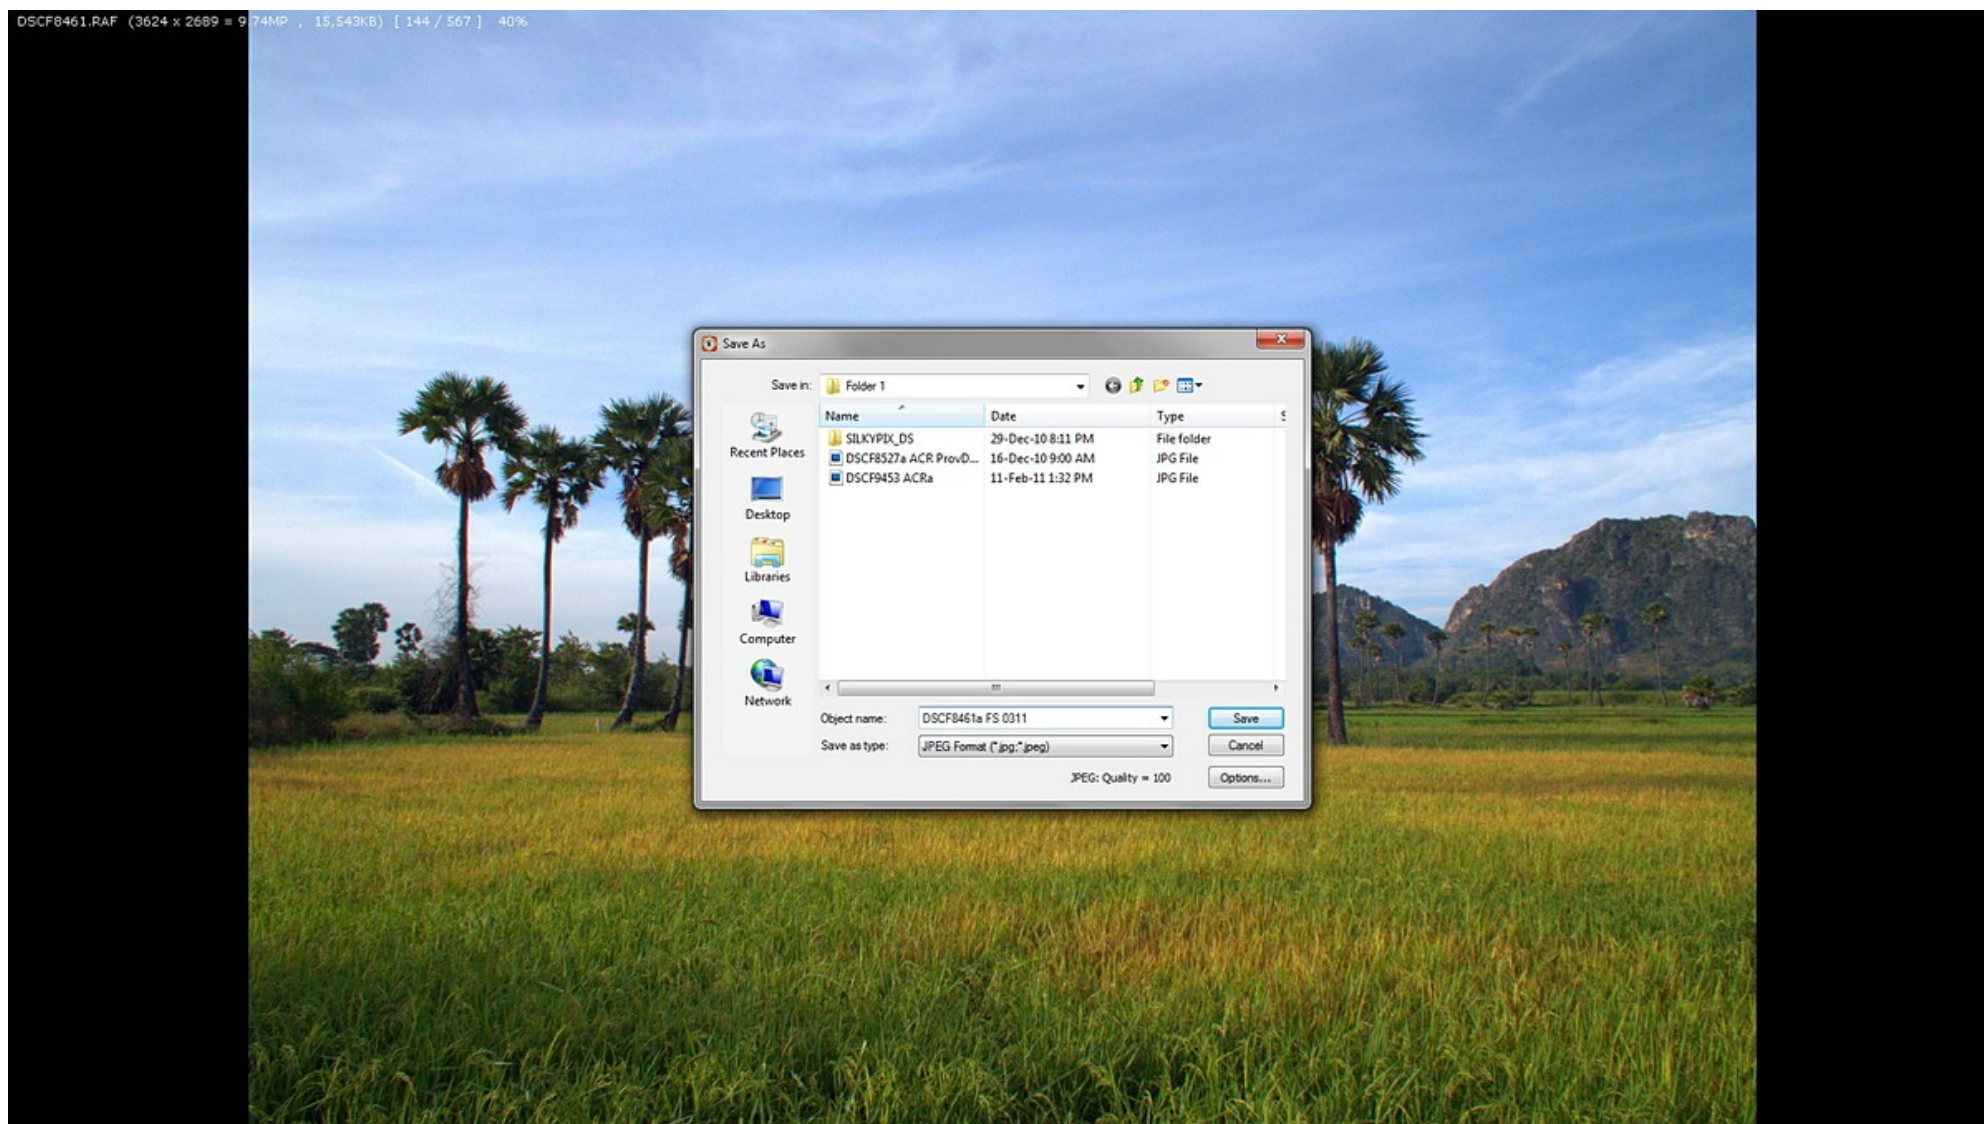 DSCF8461.RAF (3624 x 2689 = 9.74MP , 15,543KB) [ 144 / 567 ] 40%
Save As
Save in: Folder 1
Name Date Type
SILKYPIX_DS 29-Dec-10 8:11 PM File folder
DSCF8527a ACR ProvD... 16-Dec-10 9:00 AM JPG File
DSCF9453 ACRa 11-Feb-11 1:32 PM JPG File
Recent Places
Desktop
Libraries
Computer
Network
Object name: DSCF8461a FS 0311 Save
Save as type: JPEG Format (*.jpg;*.jpeg) Cancel
JPEG: Quality = 100 Options...